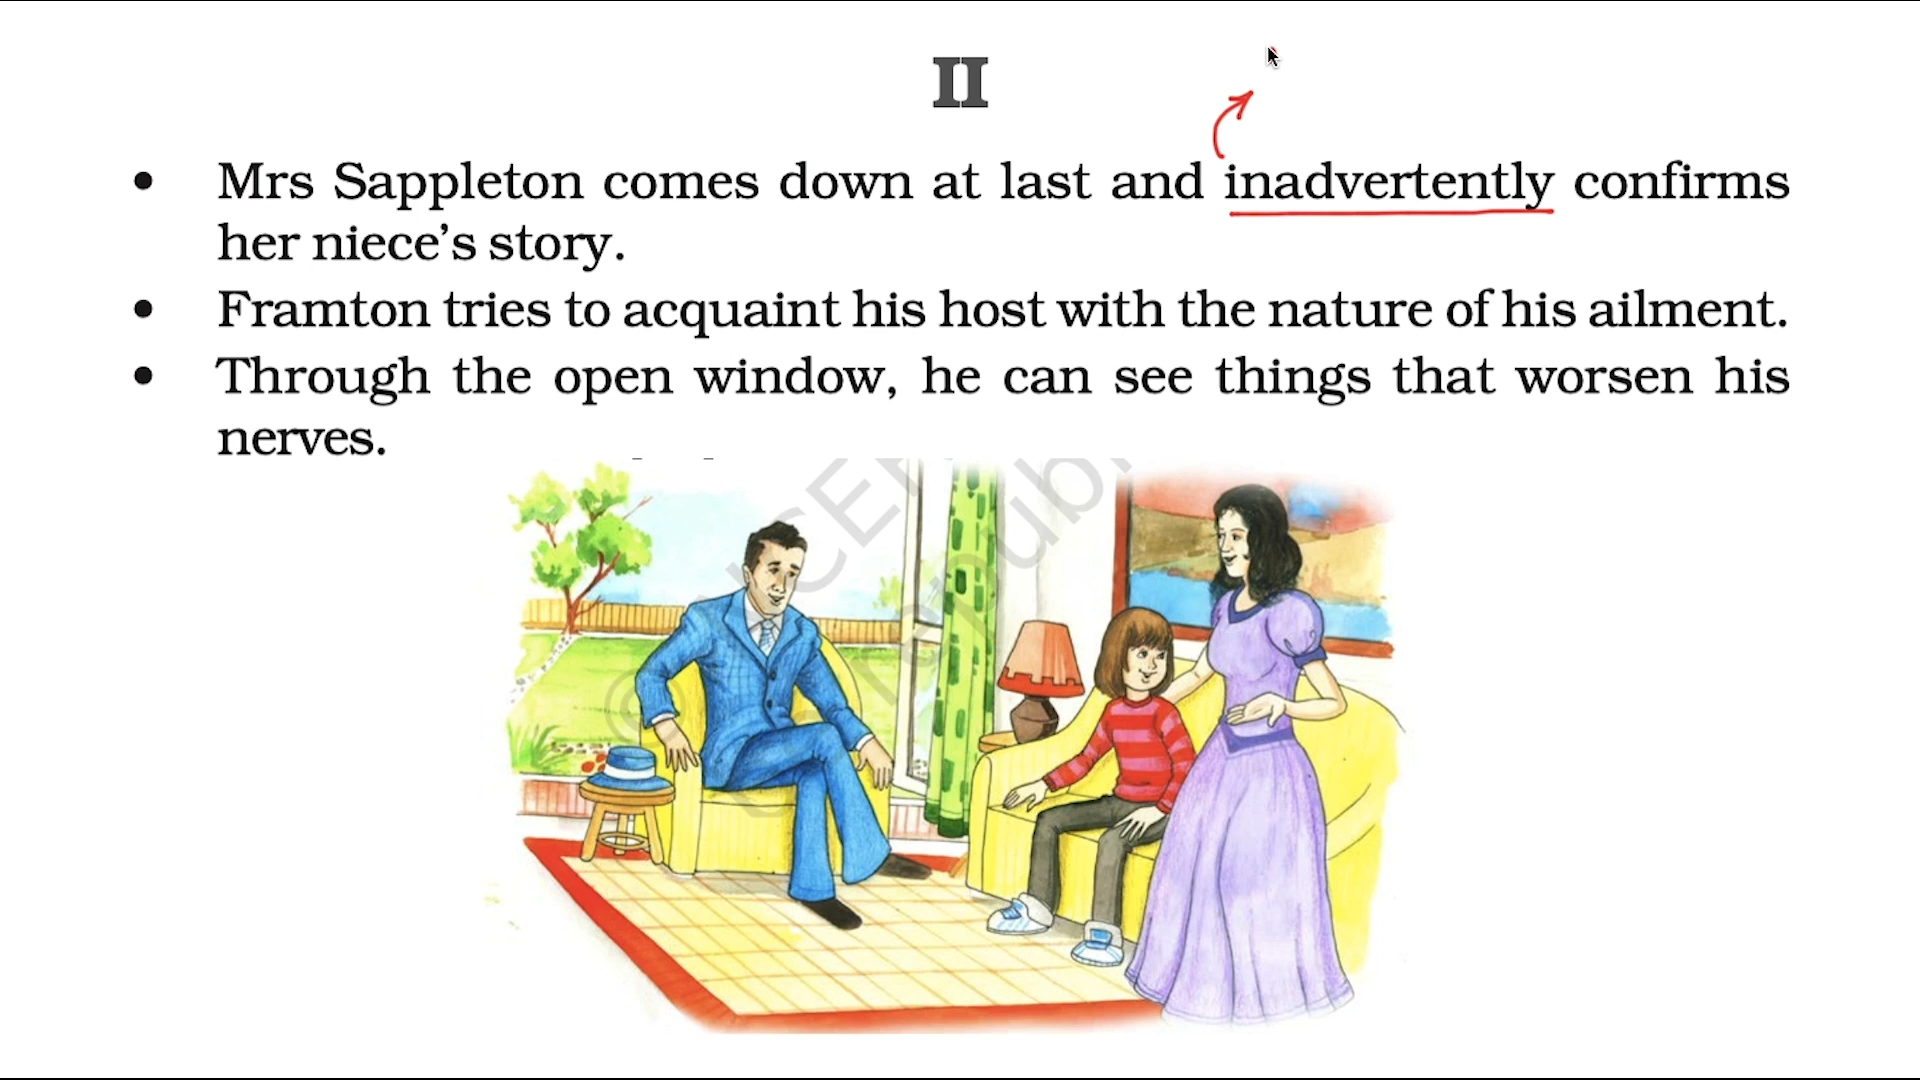 II
• Mrs Sappleton comes down at last and inadvertently confirms
her niece’s story.
• Framton tries to acquaint his host with the nature of his ailment.
• Through the open window, he can see things that worsen his
nerves.